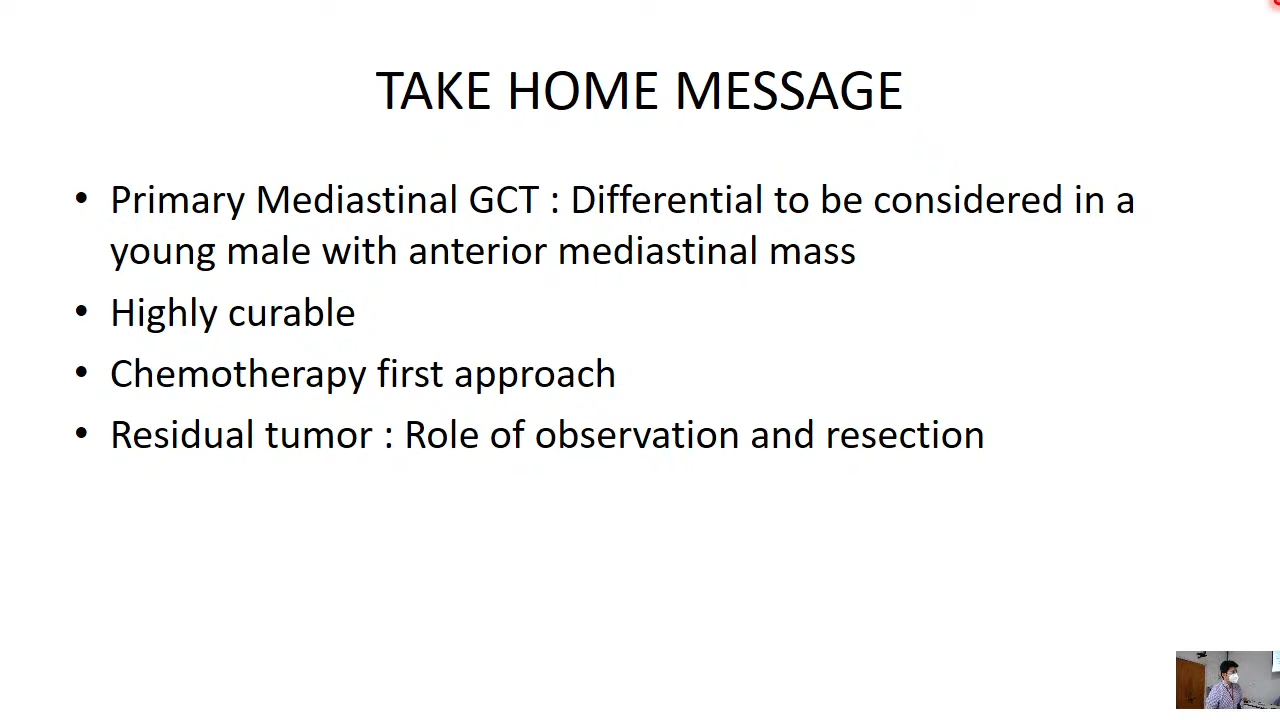 TAKE HOME MESSAGE
• Primary Mediastinal GCT : Differential to be considered in a
young male with anterior mediastinal mass
• Highly curable
• Chemotherapy first approach
• Residual tumor : Role of observation and resection